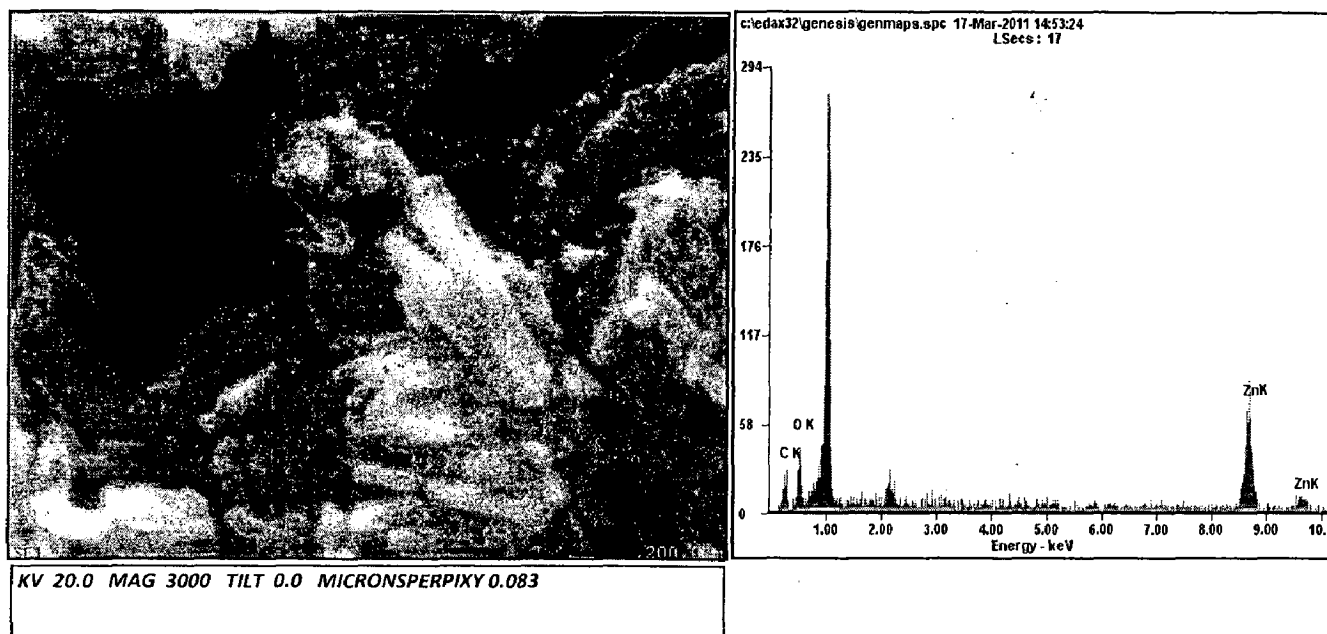 c:\edax32\genesis\genmaps.spc 17-Mar-2011 14:53:24
LSecs : 17
294
235
176
117
58
0
C K
O K
ZnK
ZnK
1.00 2.00 3.00 4.00 5.00 6.00 7.00 8.00 9.00 10.
Energy - keV
KV 20.0 MAG 3000 TILT 0.0 MICRONSPERPIXY 0.083